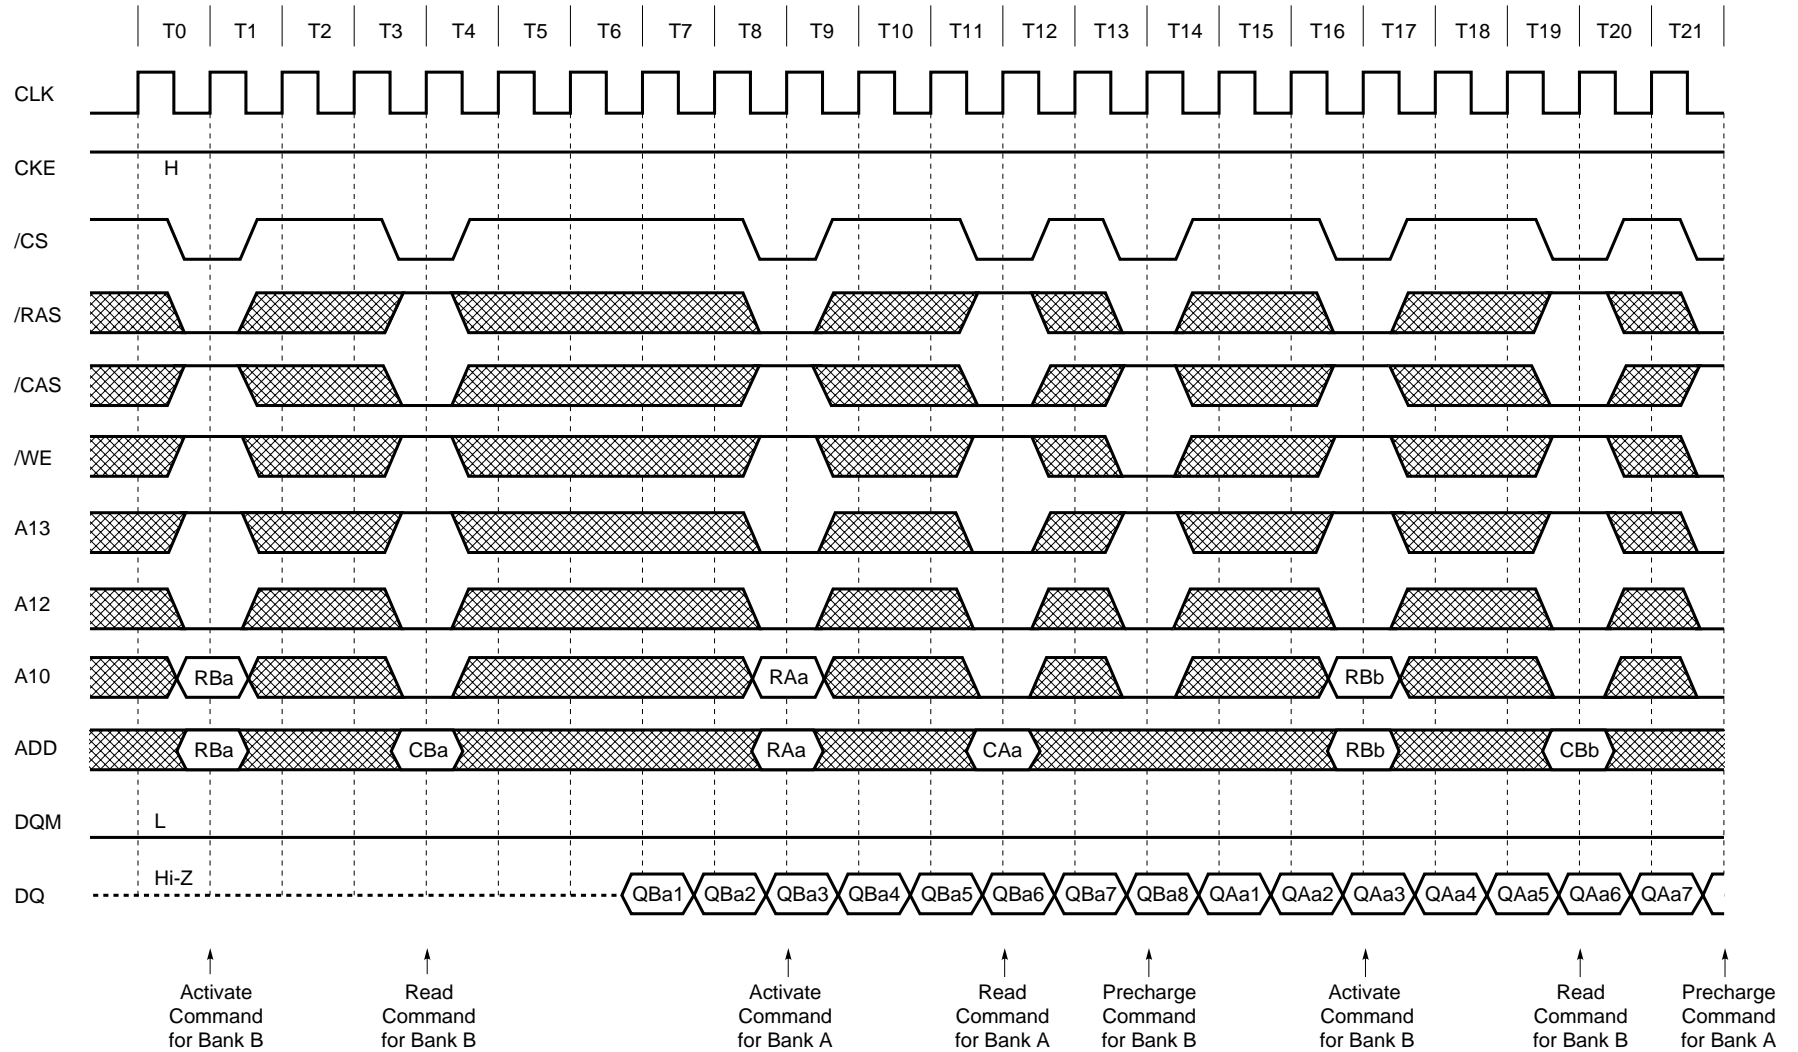 T0 T1 T2 T3 T4 T5 T6 T7 T8 T9 T10 T11 T12 T13 T14 T15 T16 T17 T18 T19 T20 T21
CLK
CKE H
/CS
/RAS
/CAS
/WE
A13
A12
A10 RBa RAa RBb
ADD RBa CBa RAa CAa RBb CBb
DQM L
DQ Hi-Z QBa1 QBa2 QBa3 QBa4 QBa5 QBa6 QBa7 QBa8 QAa1 QAa2 QAa3 QAa4 QAa5 QAa6 QAa7
Activate
Command
for Bank B
Read
Command
for Bank B
Activate
Command
for Bank A
Read
Command
for Bank A
Precharge
Command
for Bank B
Activate
Command
for Bank B
Read
Command
for Bank B
Precharge
Command
for Bank A